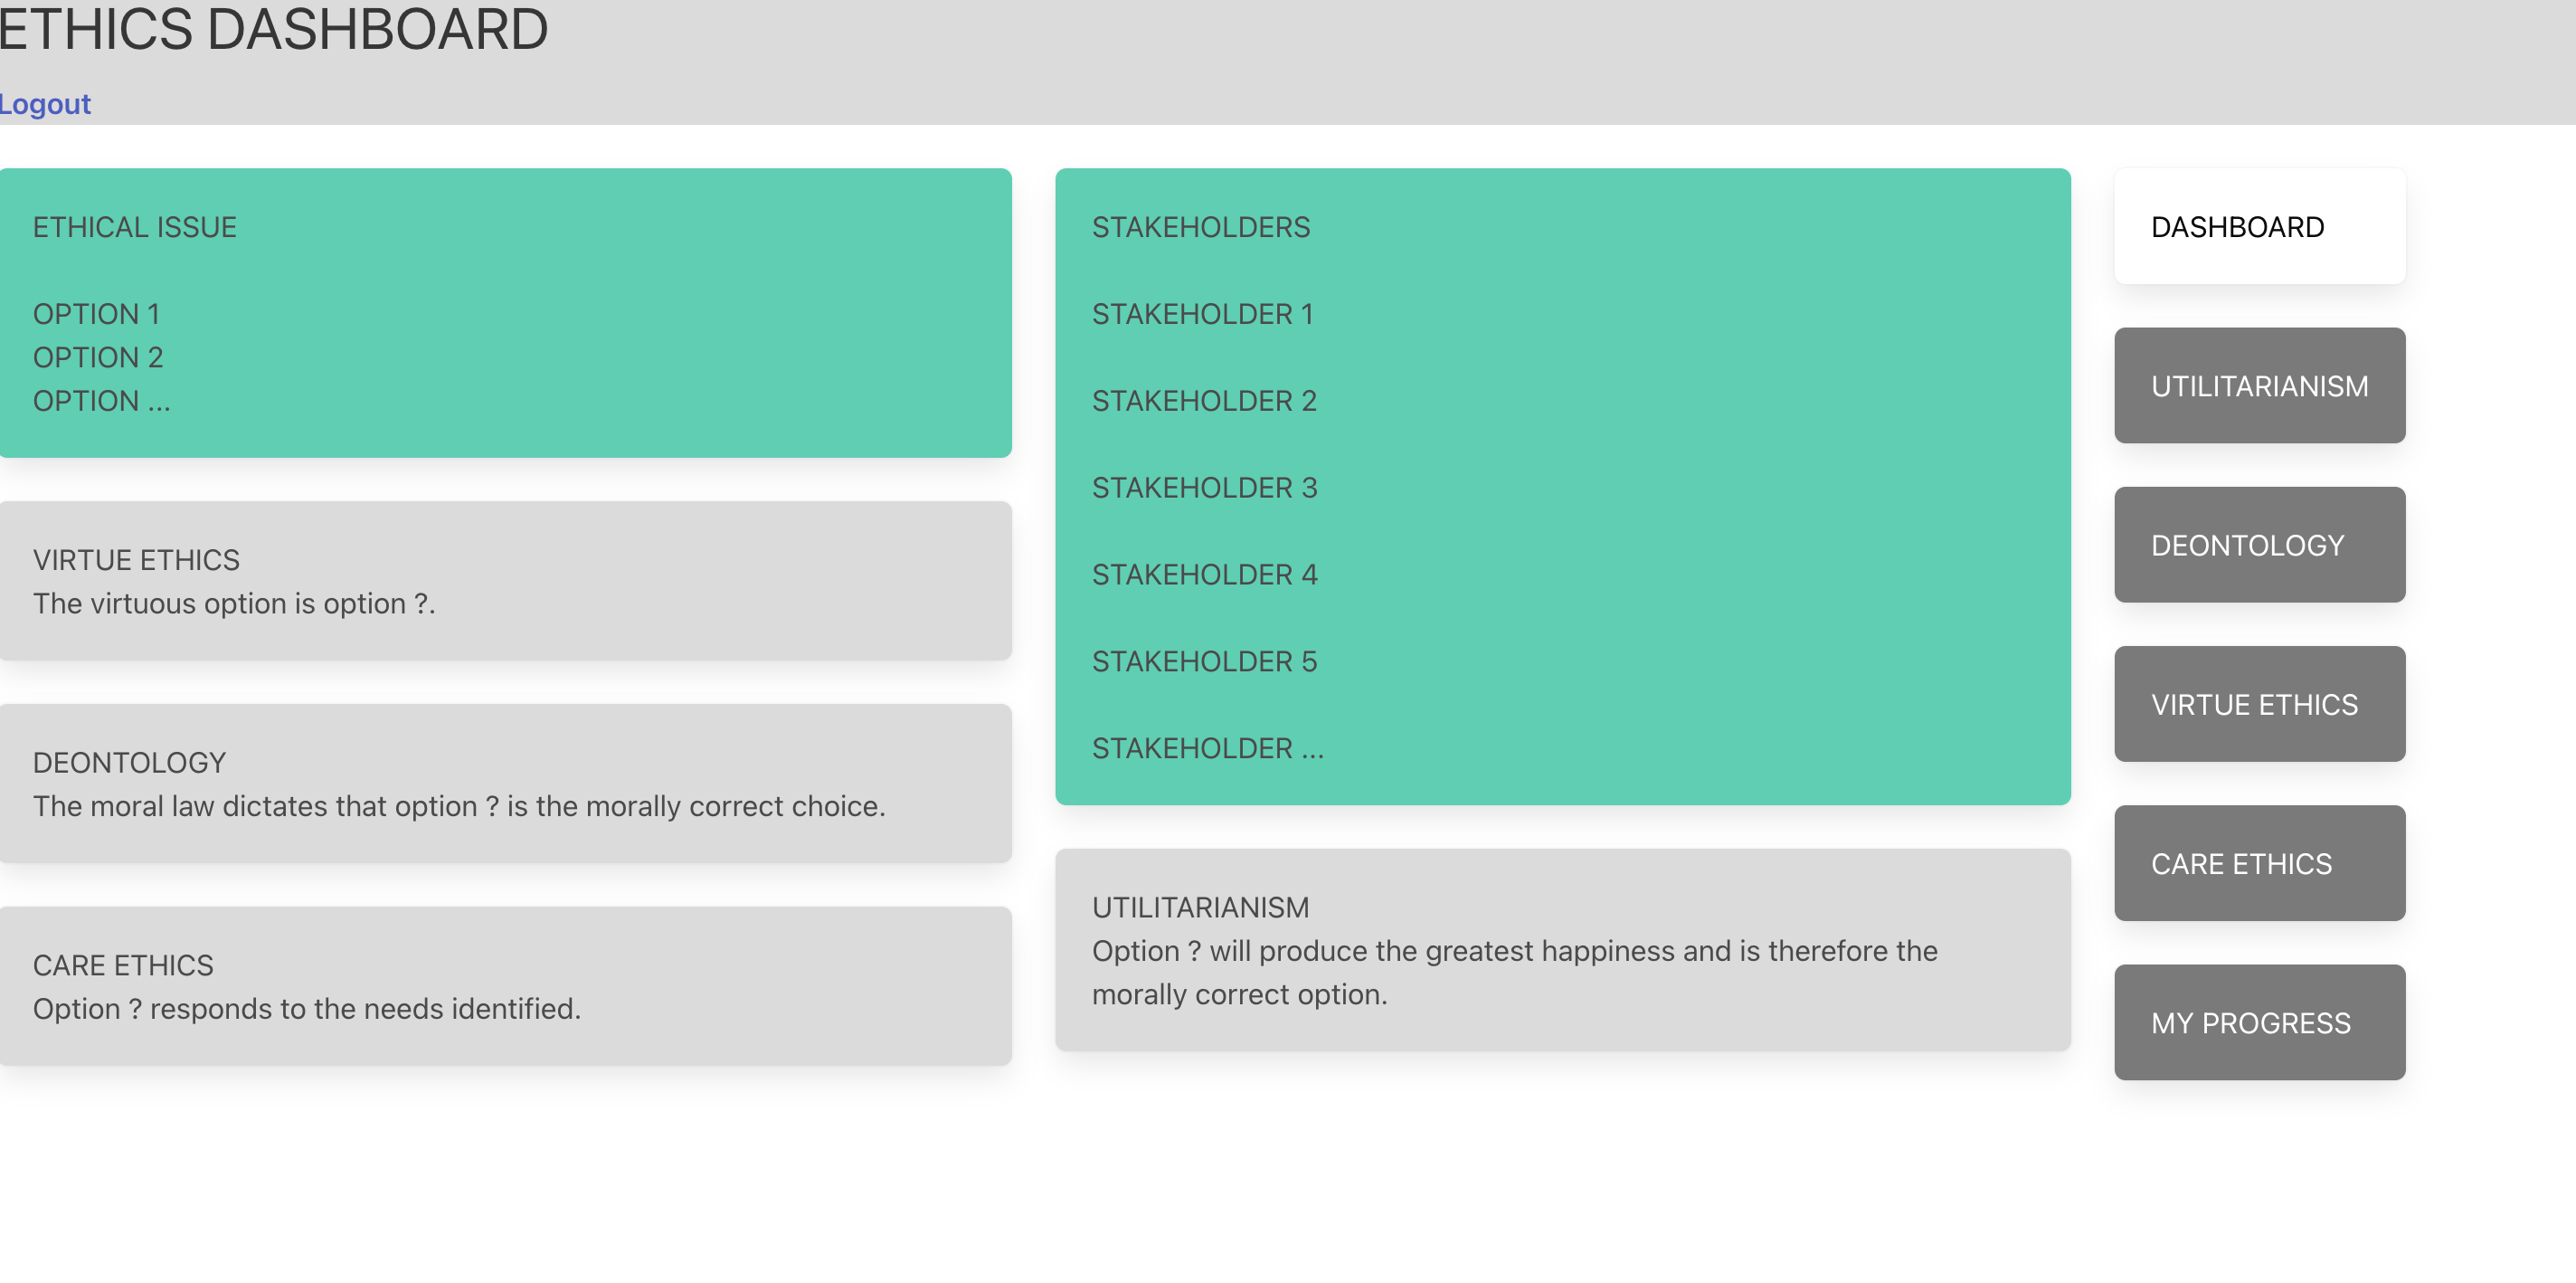 ETHICS DASHBOARD
Logout
ETHICAL ISSUE
OPTION 1
OPTION 2
OPTION ...
VIRTUE ETHICS
The virtuous option is option ?.
DEONTOLOGY
The moral law dictates that option ? is the morally correct choice.
CARE ETHICS
Option ? responds to the needs identified.
STAKEHOLDERS
STAKEHOLDER 1
STAKEHOLDER 2
STAKEHOLDER 3
STAKEHOLDER 4
STAKEHOLDER 5
STAKEHOLDER ...
UTILITARIANISM
Option ? will produce the greatest happiness and is therefore the
morally correct option.
DASHBOARD
UTILITARIANISM
DEONTOLOGY
VIRTUE ETHICS
CARE ETHICS
MY PROGRESS